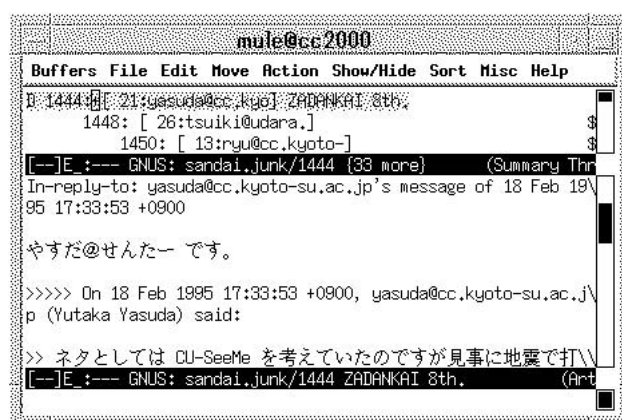 mule@cc2000
Buffers File Edit Move Action Show/Hide Sort Misc Help
D 1444:+[ 21:yasuda@cc.kyo] ZADANKAI 8th.
1448: [ 26:tsuiki@udara.] $
1450: [ 13:ryu@cc.kyoto-] $
[--]E_:--- GNUS: sandai.junk/1444 {33 more} (Summary Thr
In-reply-to: yasuda@cc.kyoto-su.ac.jp's message of 18 Feb 19\
95 17:33:53 +0900
やすだ@せんたー です。
>>>>> On 18 Feb 1995 17:33:53 +0900, yasuda@cc.kyoto-su.ac.j\
p (Yutaka Yasuda) said:
>> ネタとしては CU-SeeMe を考えていたのですが見事に地震で打\\
[--]E_:--- GNUS: sandai.junk/1444 ZADANKAI 8th. (Art